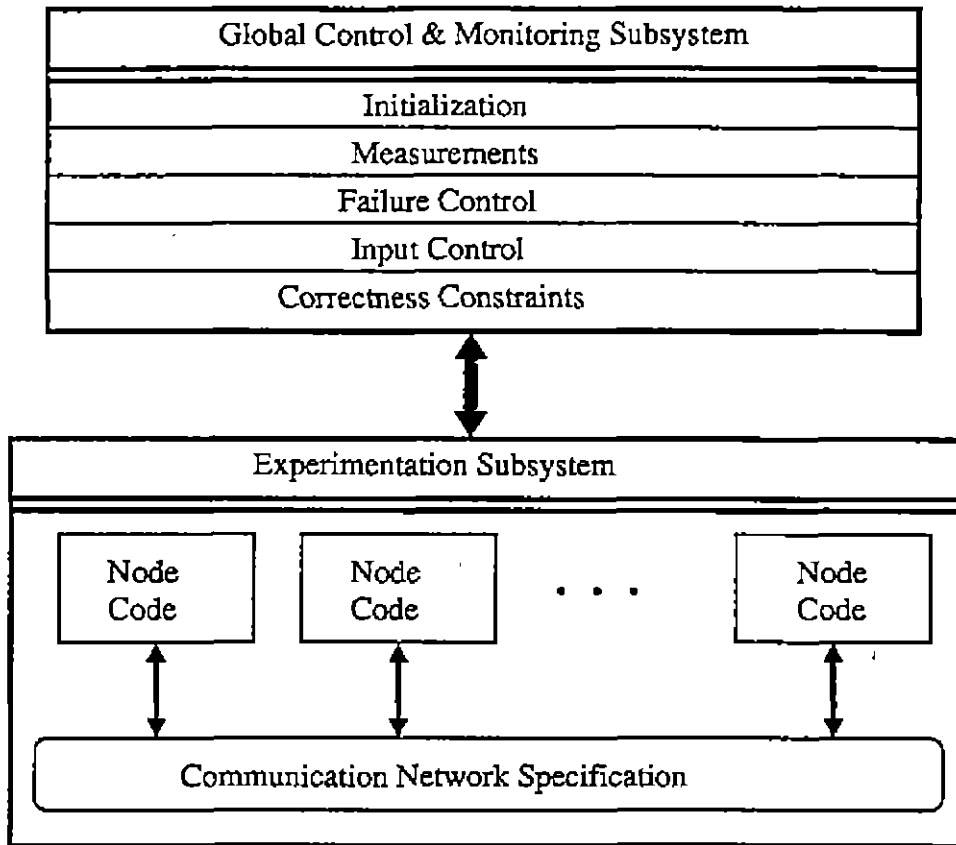 Global Control & Monitoring Subsystem
Initialization
Measurements
Failure Control
Input Control
Correctness Constraints
Experimentation Subsystem
Node Code
Node Code
. . .
Node Code
Communication Network Specification